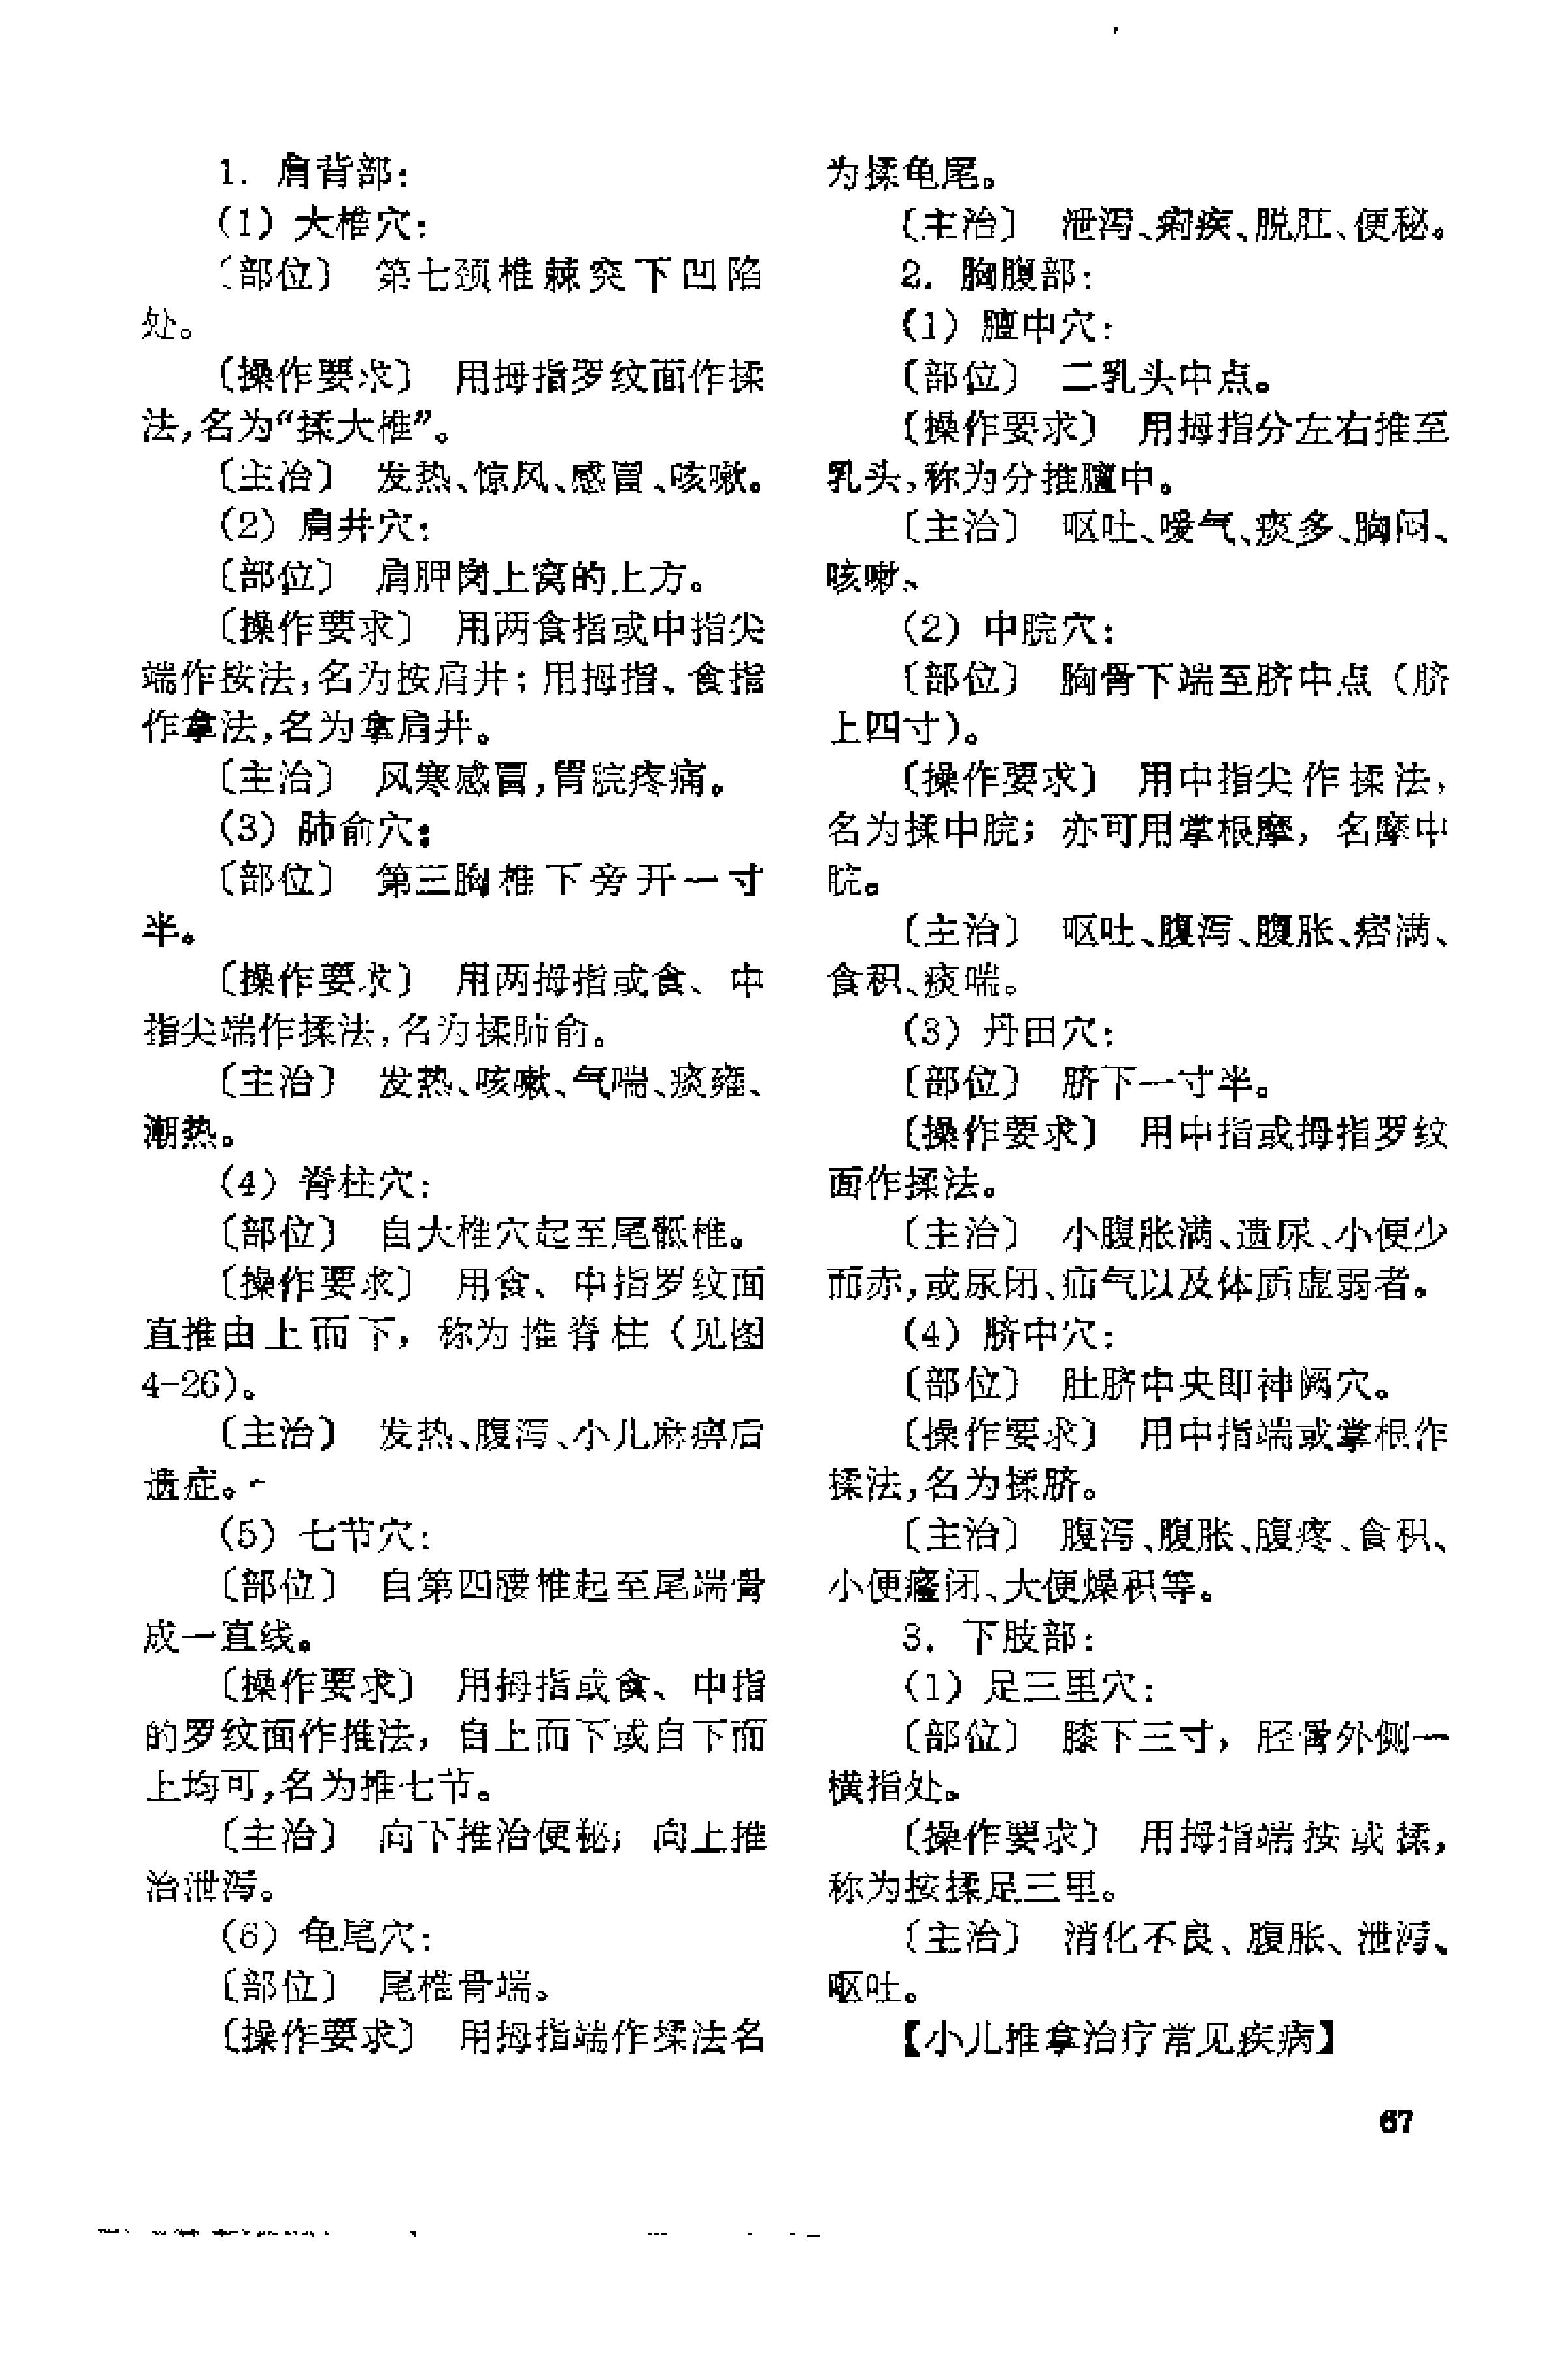 1. 肩背部：
(1) 大椎穴：
〔部位〕 第七颈椎棘突下凹陷
处。
〔操作要求〕 用拇指罗纹面作揉
法，名为“揉大椎”。
〔主治〕 发热、惊风、感冒、咳嗽。
(2) 肩井穴：
〔部位〕 肩胛岗上窝的上方。
〔操作要求〕 用两食指或中指尖
端作按法，名为按肩井；用拇指、食指
作拿法，名为拿肩井。
〔主治〕 风寒感冒，胃脘疼痛。
(3) 肺俞穴：
〔部位〕 第三胸椎下旁开一寸
半。
〔操作要求〕 用两拇指或食、中
指尖端作揉法，名为揉肺俞。
〔主治〕 发热、咳嗽、气喘、痰雍、
潮热。
(4) 脊柱穴：
〔部位〕 自大椎穴起至尾骶椎。
〔操作要求〕 用食、中指罗纹面
直推由上而下，称为推脊柱（见图
4-26）。
〔主治〕 发热、腹泻、小儿麻痹后
遗症。
(5) 七节穴：
〔部位〕 自第四腰椎起至尾端骨
成一直线。
〔操作要求〕 用拇指或食、中指
的罗纹面作推法，自上而下或自下而
上均可，名为推七节。
〔主治〕 向下推治便秘；向上推
治泄泻。
(6) 龟尾穴：
〔部位〕 尾椎骨端。
〔操作要求〕 用拇指端作揉法名
为揉龟尾。
〔主治〕 泄泻、痢疾、脱肛、便秘。
2. 胸腹部：
(1) 膻中穴：
〔部位〕 二乳头中点。
〔操作要求〕 用拇指分左右推至
乳头，称为分推膻中。
〔主治〕 呕吐、嗳气、痰多、胸闷、
咳嗽、
(2) 中脘穴：
〔部位〕 胸骨下端至脐中点（脐
上四寸）。
〔操作要求〕 用中指尖作揉法，
名为揉中脘；亦可用掌根摩，名摩中
脘。
〔主治〕 呕吐、腹泻、腹胀、痞满、
食积、痰喘。
(3) 丹田穴：
〔部位〕 脐下一寸半。
〔操作要求〕 用中指或拇指罗纹
面作揉法。
〔主治〕 小腹胀满、遗尿、小便少
而赤，或尿闭、疝气以及体质虚弱者。
(4) 脐中穴：
〔部位〕 肚脐中央即神阙穴。
〔操作要求〕 用中指端或掌根作
揉法，名为揉脐。
〔主治〕 腹泻、腹胀、腹疼、食积、
小便癃闭、大便燥积等。
3. 下肢部：
(1) 足三里穴：
〔部位〕 膝下三寸，胫骨外侧一
横指处。
〔操作要求〕 用拇指端按或揉，
称为按揉足三里。
〔主治〕 消化不良、腹胀、泄泻、
呕吐。
【小儿推拿治疗常见疾病】
67